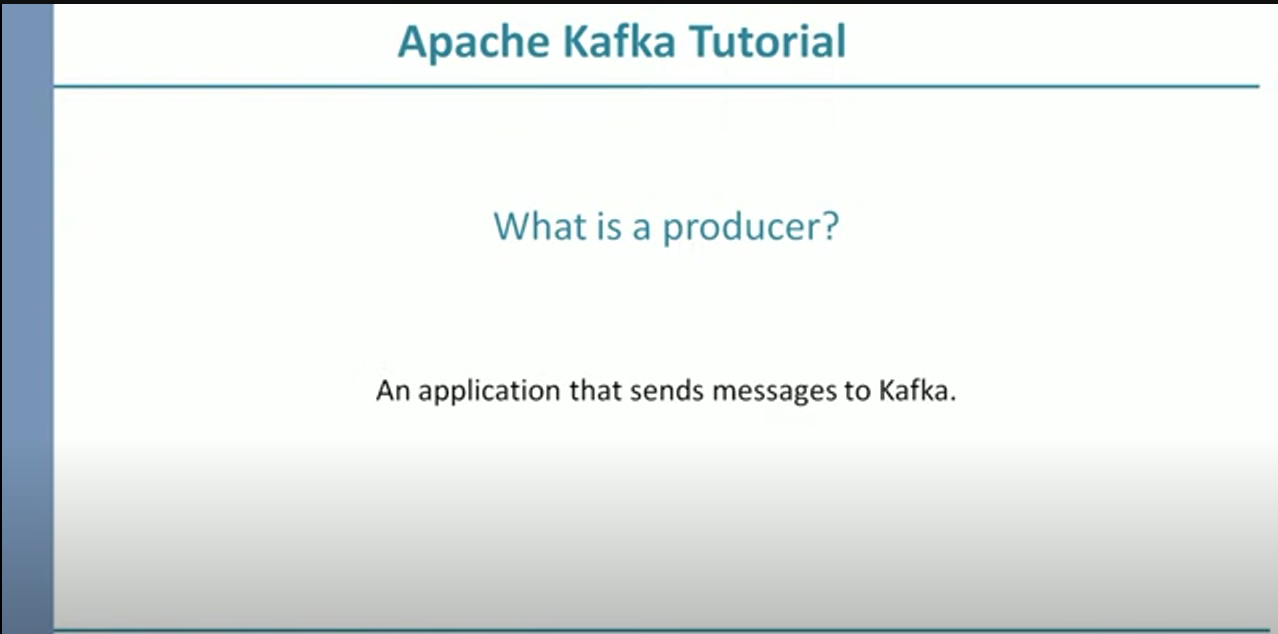 Apache Kafka Tutorial
What is a producer?
An application that sends messages to Kafka.